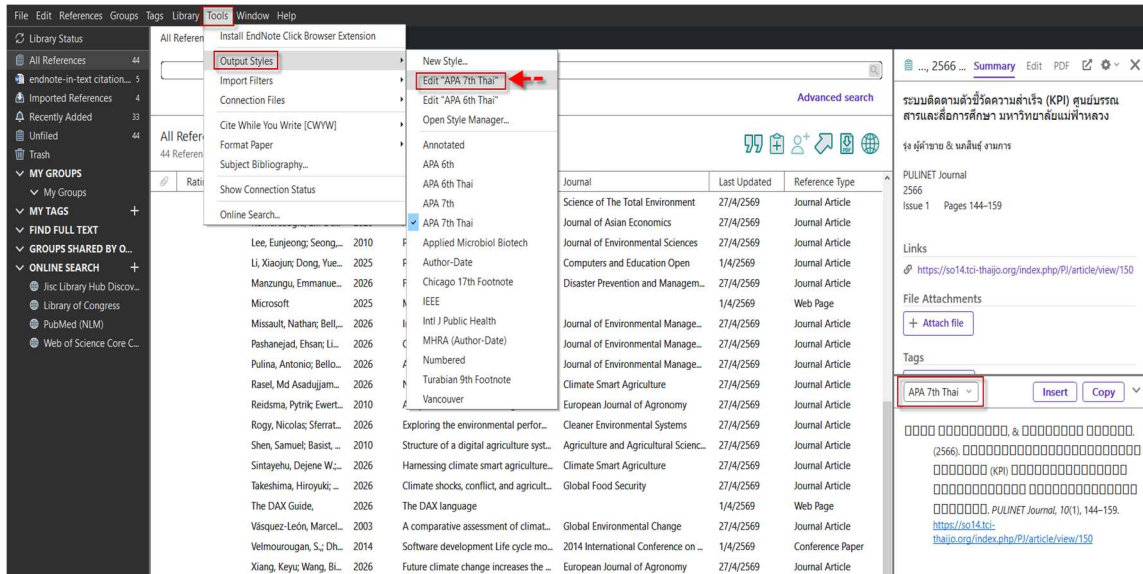 File Edit References Groups Tags Library Tools Window Help
Library Status
All References 44
endnote-in-text citation... 5
Imported References 4
Recently Added 33
Unfiled 44
Trash
MY GROUPS
My Groups
MY TAGS +
FIND FULL TEXT
GROUPS SHARED BY O...
ONLINE SEARCH +
Jisc Library Hub Discov...
Library of Congress
PubMed (NLM)
Web of Science Core C...
Install EndNote Click Browser Extension
Output Styles
Import Filters
Connection Files
Cite While You Write [CWYW]
Format Paper
Subject Bibliography...
Show Connection Status
Online Search...
New Style...
Edit "APA 7th Thai"
Edit "APA 6th Thai"
Open Style Manager...
Annotated
APA 6th
APA 6th Thai
APA 7th
APA 7th Thai
Applied Microbiol Biotech
Author-Date
Chicago 17th Footnote
IEEE
Intl J Public Health
MHRA (Author-Date)
Numbered
Turabian 9th Footnote
Vancouver
Advanced search
Journal Last Updated Reference Type
Science of The Total Environment 27/4/2569 Journal Article
Journal of Asian Economics 27/4/2569 Journal Article
Lee, Eunjeong; Seong,... 2010 Journal of Environmental Sciences 27/4/2569 Journal Article
Li, Xiaojun; Dong, Yue... 2025 Computers and Education Open 1/4/2569 Journal Article
Manzungu, Emmanue... 2026 Disaster Prevention and Managem... 27/4/2569 Journal Article
Microsoft 2025 1/4/2569 Web Page
Missault, Nathan; Bell,... 2026 Journal of Environmental Manage... 27/4/2569 Journal Article
Pashanejad, Ehsan; Li... 2026 Journal of Environmental Manage... 27/4/2569 Journal Article
Pulina, Antonio; Bello... 2026 Journal of Environmental Manage... 27/4/2569 Journal Article
Rasel, Md Asadujjam... 2026 Climate Smart Agriculture 27/4/2569 Journal Article
Reidsma, Pytrik; Ewert... 2010 European Journal of Agronomy 27/4/2569 Journal Article
Rogy, Nicolas; Sferrat... 2026 Exploring the environmental perfor... Cleaner Environmental Systems 27/4/2569 Journal Article
Shen, Samuel; Basist, ... 2010 Structure of a digital agriculture syst... Agriculture and Agricultural Scienc... 27/4/2569 Journal Article
Sintayehu, Dejene W.;... 2026 Harnessing climate smart agriculture... Climate Smart Agriculture 27/4/2569 Journal Article
Takeshima, Hiroyuki; ... 2026 Climate shocks, conflict, and agricult... Global Food Security 27/4/2569 Journal Article
The DAX Guide, 2026 The DAX language 1/4/2569 Web Page
Vásquez-León, Marcel... 2003 A comparative assessment of climat... Global Environmental Change 27/4/2569 Journal Article
Velmourougan, S.; Dh... 2014 Software development Life cycle mo... 2014 International Conference on ... 1/4/2569 Conference Paper
Xiang, Keyu; Wang, Bi... 2026 Future climate change increases the ... European Journal of Agronomy 27/4/2569 Journal Article
..., 2566 ... Summary Edit PDF
ระบบติดตามตัวชี้วัดความสำเร็จ (KPI) ศูนย์บรรณ
สารและสื่อการศึกษา มหาวิทยาลัยแม่ฟ้าหลวง
รุ่ง ผู้ค้าขาย & นภสินธุ์ งามการ
PULINET Journal
2566
Issue 1 Pages 144–159
Links
https://so14.tci-thaijo.org/index.php/PJ/article/view/150
File Attachments
+ Attach file
Tags
APA 7th Thai Insert Copy
(2566).
(KPI)
PULINET Journal, 10(1), 144–159.
https://so14.tci-
thaijo.org/index.php/PJ/article/view/150